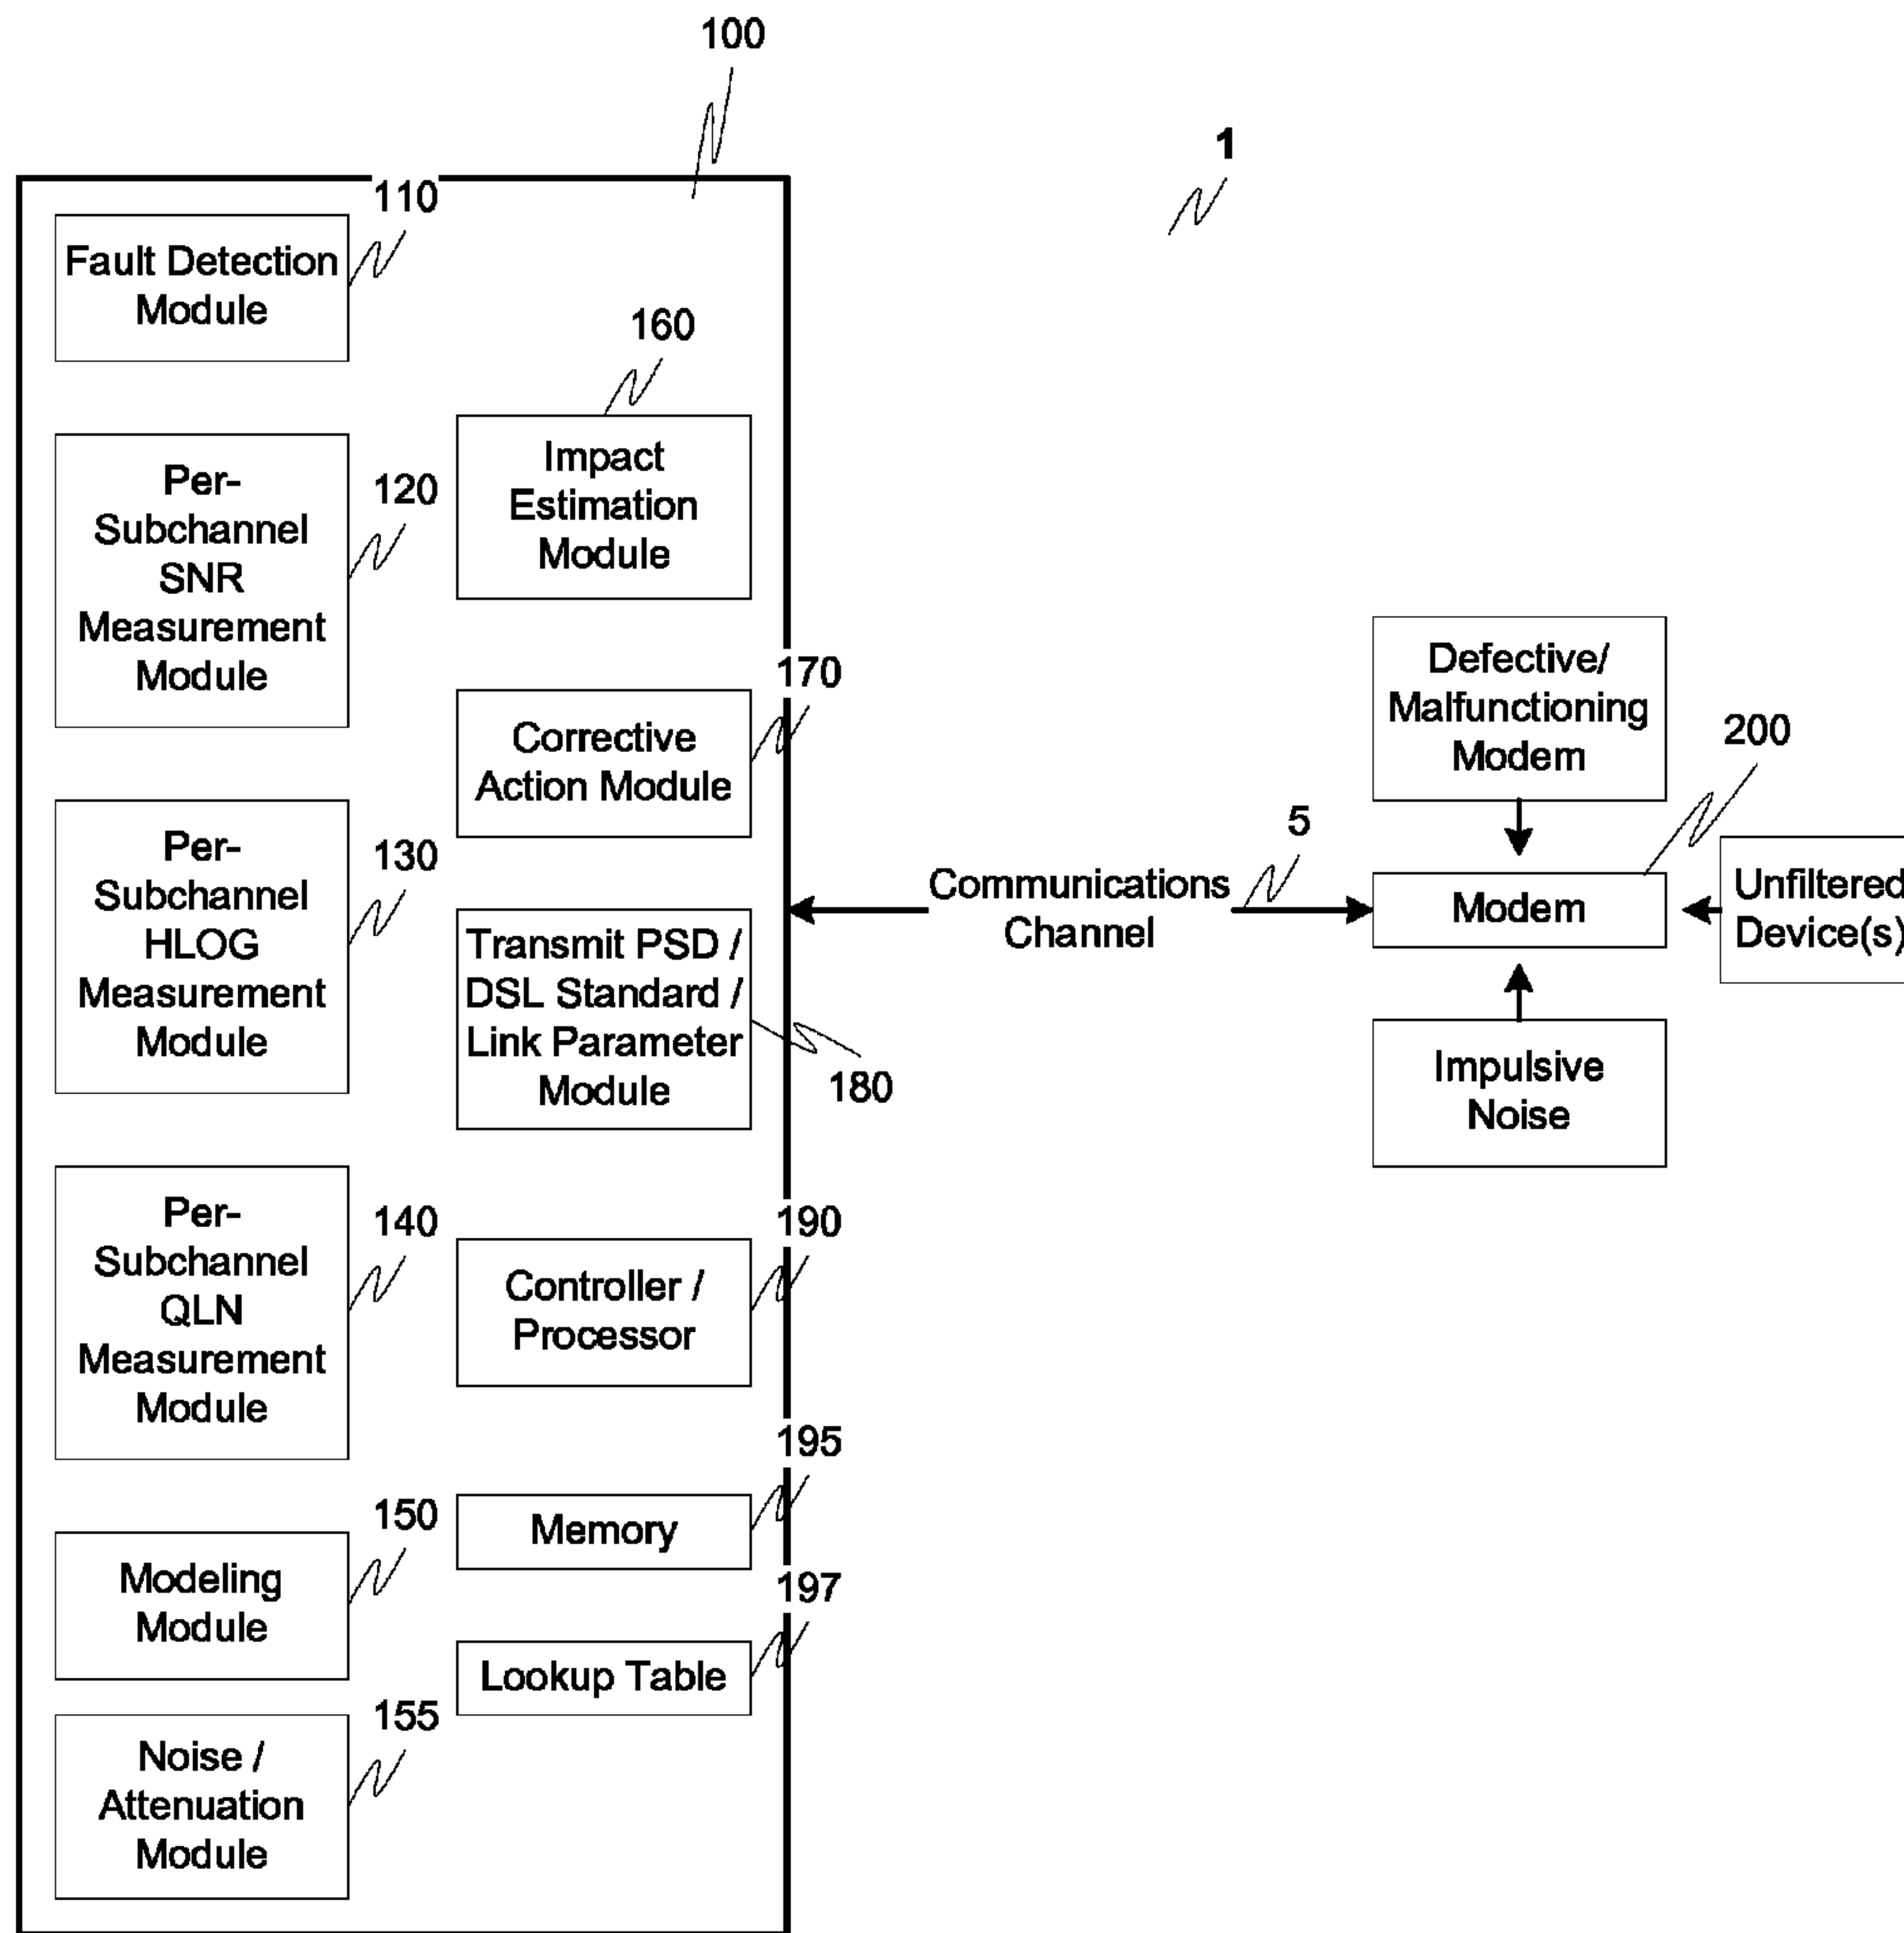 100
1
110
Fault Detection
Module
160
Impact
Estimation
Module
Per-
Subchannel
SNR
Measurement
Module
120
170
Corrective
Action Module
Defective/
Malfunctioning
Modem
200
Per-
Subchannel
HLOG
Measurement
Module
130
5
Communications
Channel
Modem
Unfiltered
Device(s)
Transmit PSD /
DSL Standard /
Link Parameter
Module
180
Impulsive
Noise
Per-
Subchannel
QLN
Measurement
Module
140
190
Controller /
Processor
195
Memory
150
Modeling
Module
197
Lookup Table
155
Noise /
Attenuation
Module